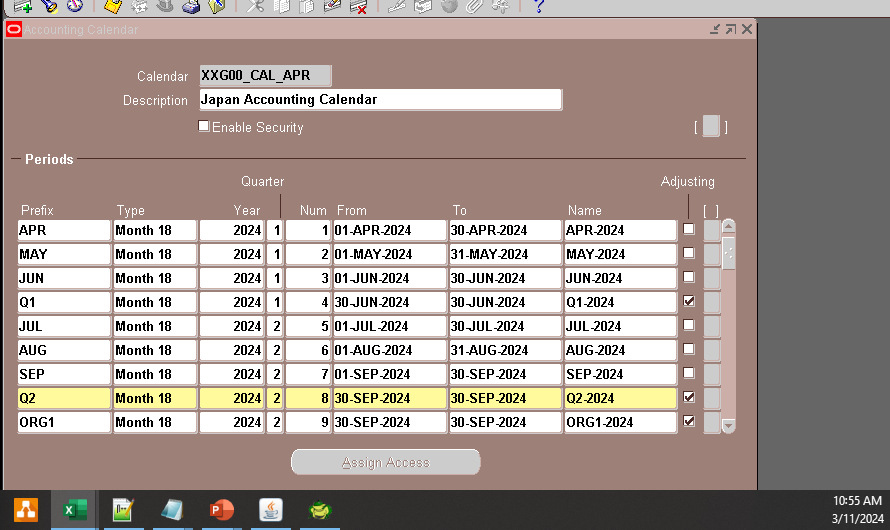 Accounting Calendar
Calendar XXG00_CAL_APR
Description Japan Accounting Calendar
Enable Security
[ ]
Periods
Quarter Adjusting
Prefix Type Year Num From To Name [ ]
APR Month 18 2024 1 1 01-APR-2024 30-APR-2024 APR-2024
MAY Month 18 2024 1 2 01-MAY-2024 31-MAY-2024 MAY-2024
JUN Month 18 2024 1 3 01-JUN-2024 30-JUN-2024 JUN-2024
Q1 Month 18 2024 1 4 30-JUN-2024 30-JUN-2024 Q1-2024
JUL Month 18 2024 2 5 01-JUL-2024 30-JUL-2024 JUL-2024
AUG Month 18 2024 2 6 01-AUG-2024 31-AUG-2024 AUG-2024
SEP Month 18 2024 2 7 01-SEP-2024 30-SEP-2024 SEP-2024
Q2 Month 18 2024 2 8 30-SEP-2024 30-SEP-2024 Q2-2024
ORG1 Month 18 2024 2 9 30-SEP-2024 30-SEP-2024 ORG1-2024
Assign Access
10:55 AM
3/11/2024